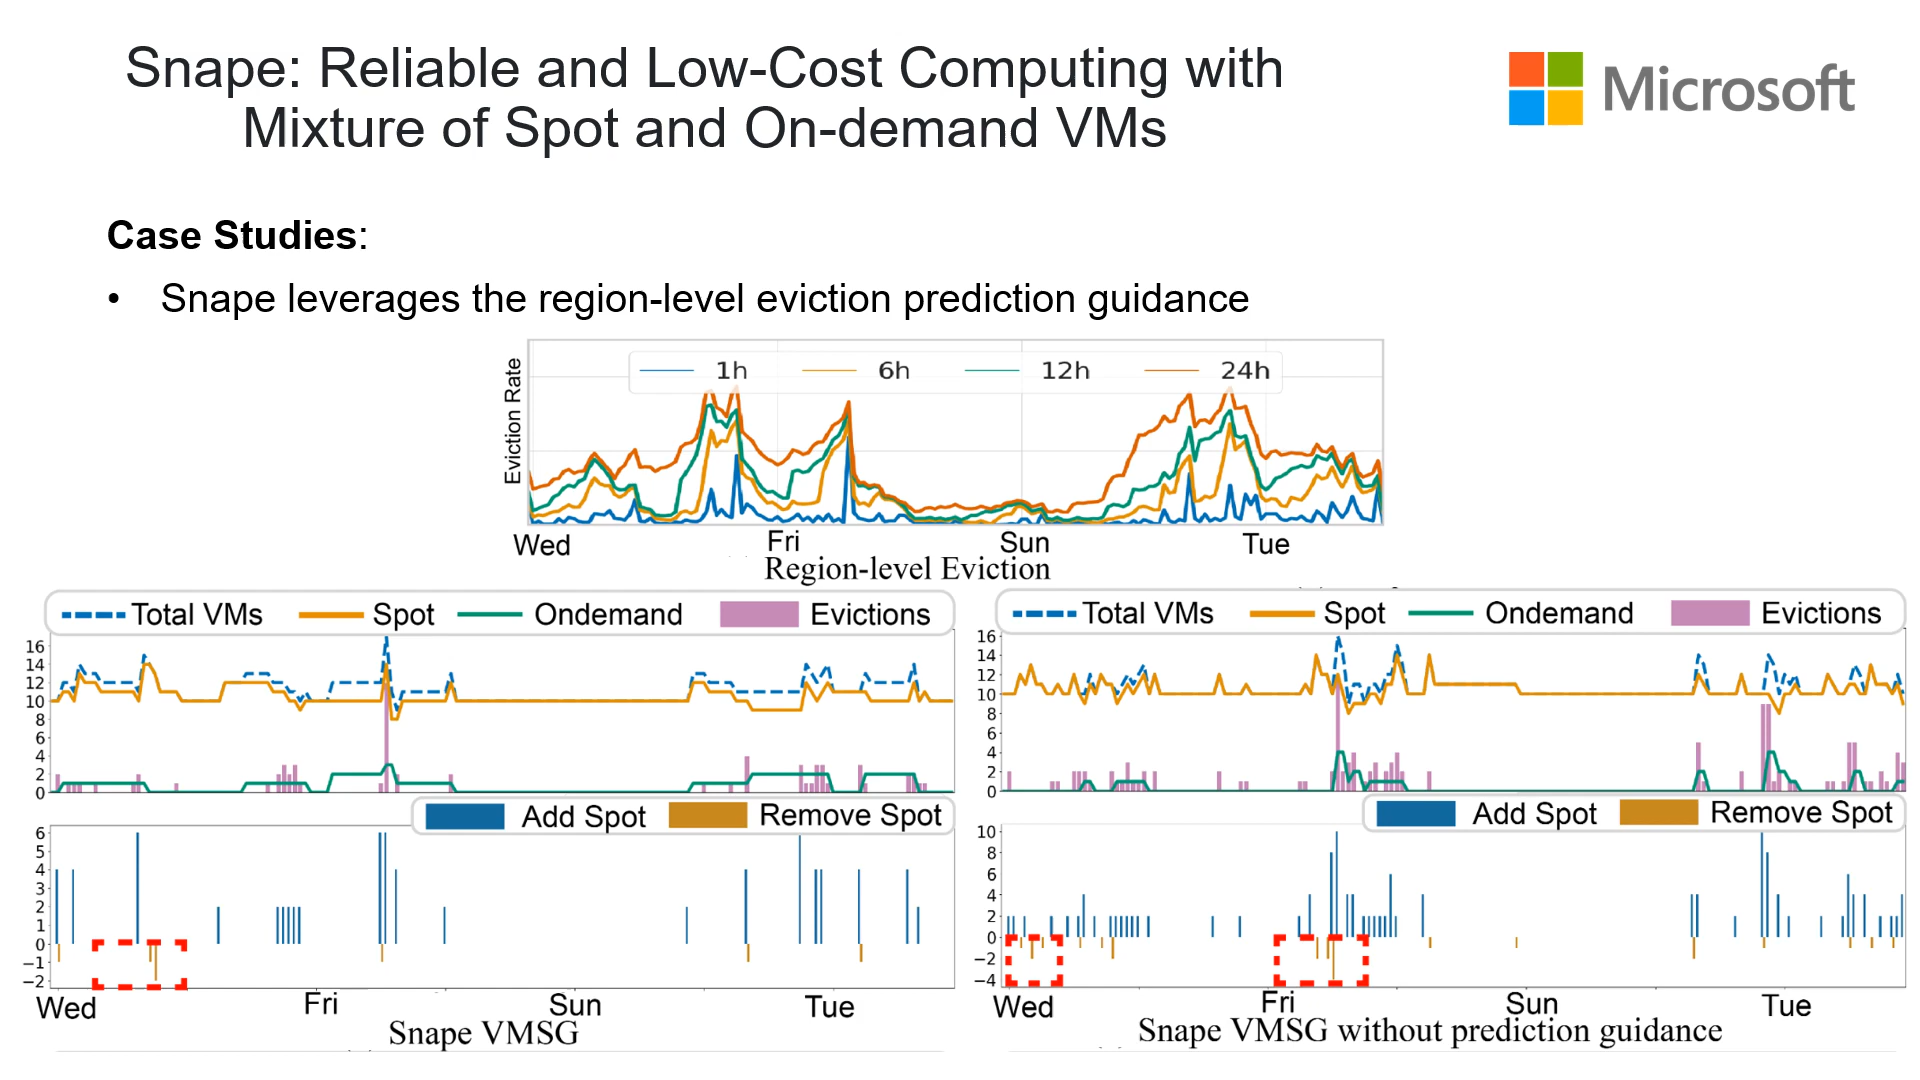 Snape: Reliable and Low-Cost Computing with
Mixture of Spot and On-demand VMs
Microsoft
Case Studies:
• Snape leverages the region-level eviction prediction guidance
Eviction Rate
1h 6h 12h 24h
Wed Fri Sun Tue
Region-level Eviction
Total VMs Spot Ondemand Evictions
16
14
12
10
8
6
4
2
0
Add Spot Remove Spot
6
5
4
3
2
1
0
−1
−2
Wed Fri Sun Tue
Snape VMSG
Total VMs Spot Ondemand Evictions
16
14
12
10
8
6
4
2
0
Add Spot Remove Spot
10
8
6
4
2
0
−2
−4
Wed Fri Sun Tue
Snape VMSG without prediction guidance